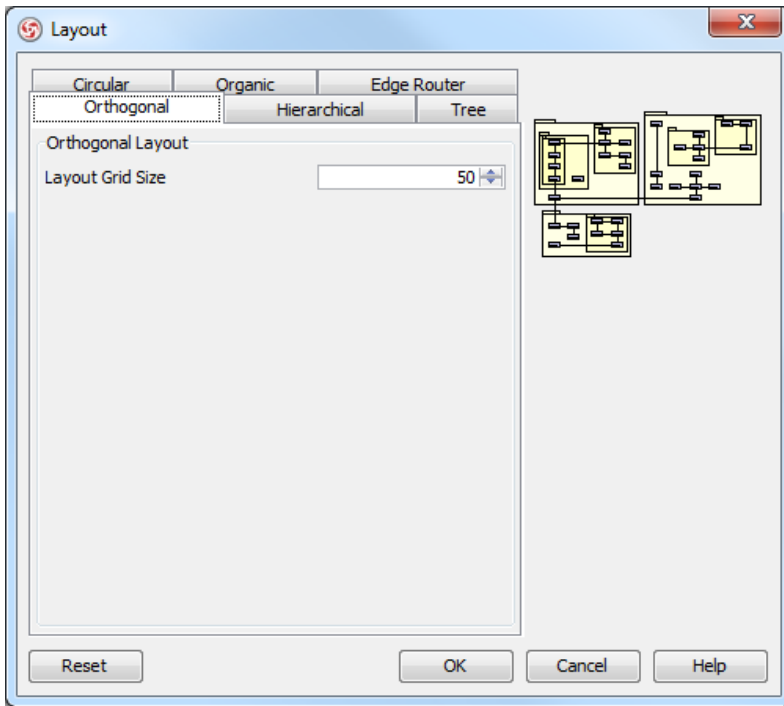 Layout
Circular Organic Edge Router
Orthogonal Hierarchical Tree
Orthogonal Layout
Layout Grid Size 50
Reset OK Cancel Help